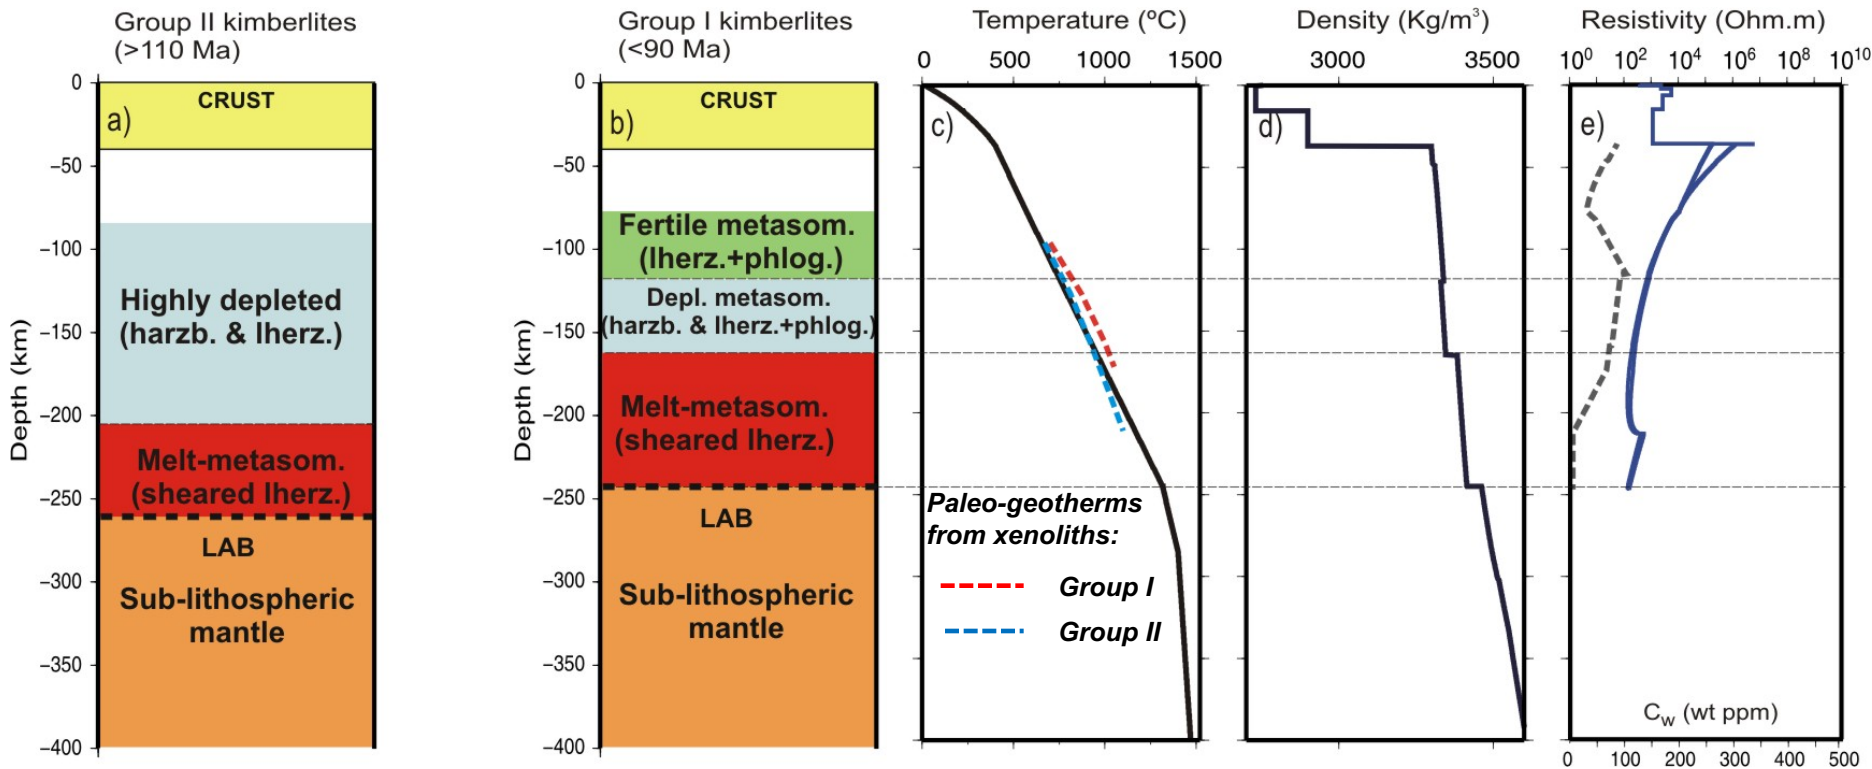 Group II kimberlites
(>110 Ma)
0
−50
−100
−150
−200
−250
−300
−350
−400
Depth (km)
a)
CRUST
Highly depleted
(harzb. & lherz.)
Melt-metasom.
(sheared lherz.)
LAB
Sub-lithospheric
mantle
Group I kimberlites
(<90 Ma)
0
−50
−100
−150
−200
−250
−300
−350
−400
Depth (km)
b)
CRUST
Fertile metasom.
(lherz.+phlog.)
Depl. metasom.
(harzb. & lherz.+phlog.)
Melt-metasom.
(sheared lherz.)
LAB
Sub-lithospheric
mantle
Temperature (ºC)
0 500 1000 1500
c)
Paleo-geotherms
from xenoliths:
Group I
Group II
Density (Kg/m³)
3000 3500
d)
Resistivity (Ohm.m)
10⁰ 10² 10⁴ 10⁶ 10⁸ 10¹⁰
e)
Cw (wt ppm)
0 100 200 300 400 500